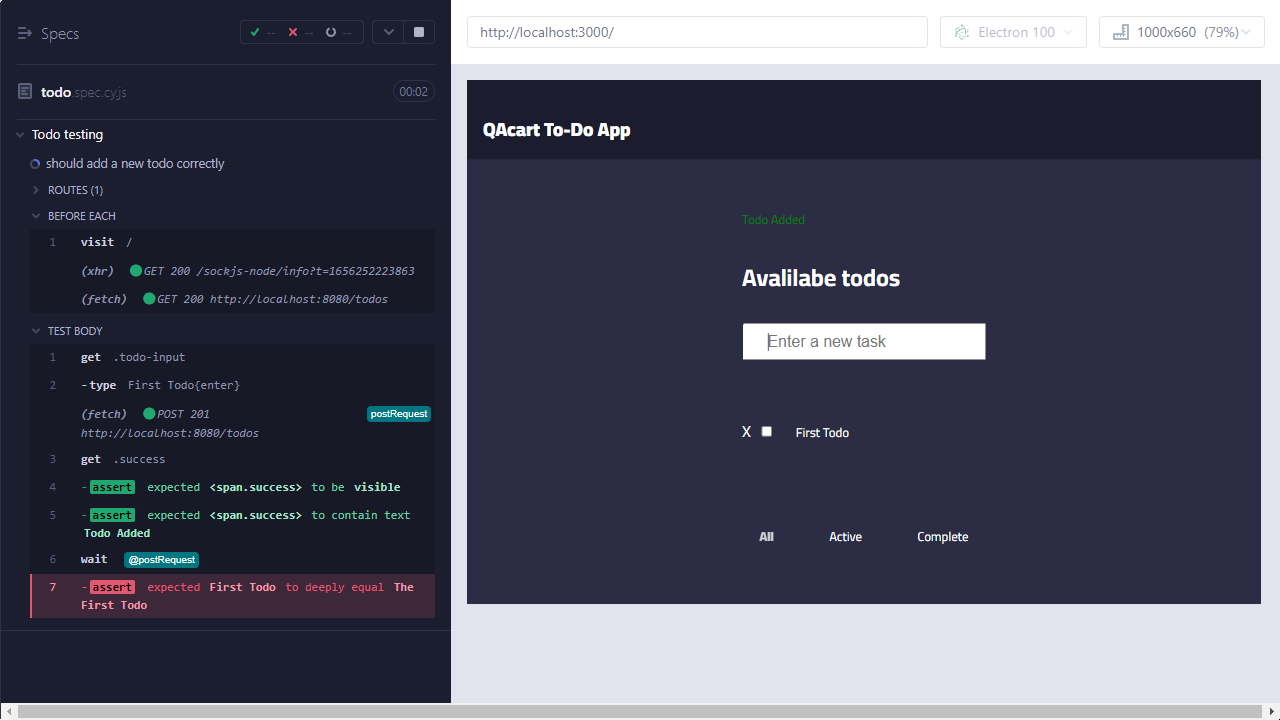 Specs
-- -- --
todo.spec.cy.js 00:02
Todo testing
should add a new todo correctly
ROUTES (1)
BEFORE EACH
1 visit /
(xhr) GET 200 /sockjs-node/info?t=1656252223863
(fetch) GET 200 http://localhost:8080/todos
TEST BODY
1 get .todo-input
2 -type First Todo{enter}
(fetch) POST 201 postRequest
http://localhost:8080/todos
3 get .success
4 -assert expected <span.success> to be visible
5 -assert expected <span.success> to contain text
Todo Added
6 wait @postRequest
7 -assert expected First Todo to deeply equal The
First Todo
http://localhost:3000/
Electron 100
1000x660 (79%)
QAcart To-Do App
Todo Added
Avalilabe todos
Enter a new task
X First Todo
All Active Complete